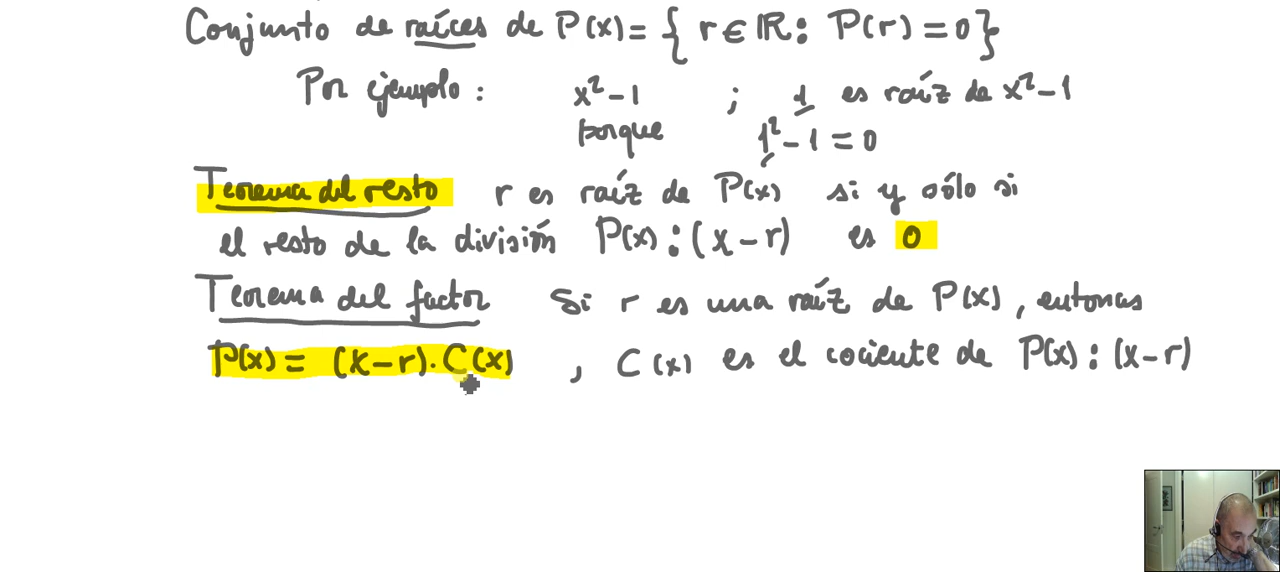 Conjunto de raíces de P(x) = { r ∈ ℝ : P(r) = 0 }
Por ejemplo : x² - 1 ; 1 es raíz de x² - 1
porque 1² - 1 = 0
Teorema del resto r es raíz de P(x) si y sólo si
el resto de la división P(x) : (x - r) es 0
Teorema del factor Si r es una raíz de P(x), entonces
P(x) = (x - r) · C(x) , C(x) es el cociente de P(x) : (x - r)